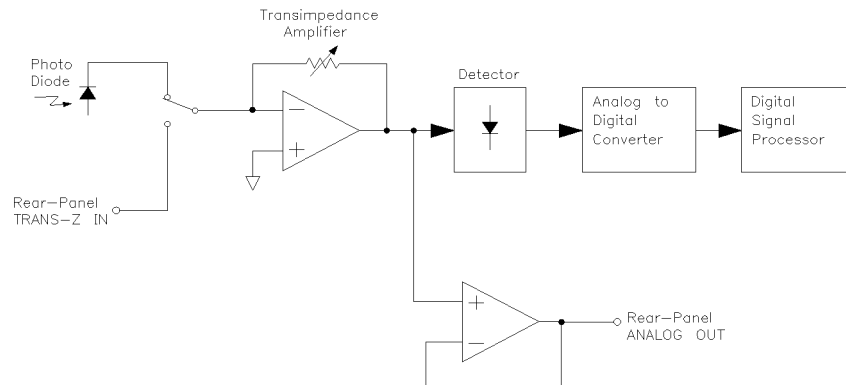 Transimpedance
Amplifier
Photo
Diode
Detector
Analog to
Digital
Converter
Digital
Signal
Processor
−
+
Rear-Panel
TRANS-Z IN
+
−
Rear-Panel
ANALOG OUT